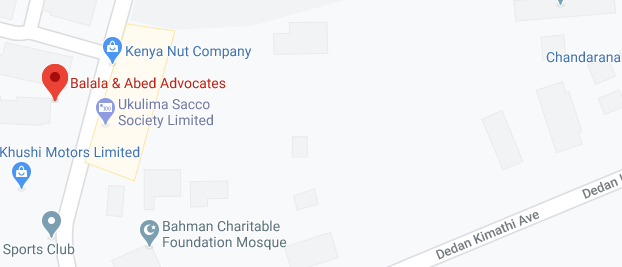 Kenya Nut Company
Chandarana
Balala & Abed Advocates
Ukulima Sacco
Society Limited
Khushi Motors Limited
Dedan
Dedan Kimathi Ave
Bahman Charitable
Foundation Mosque
Sports Club